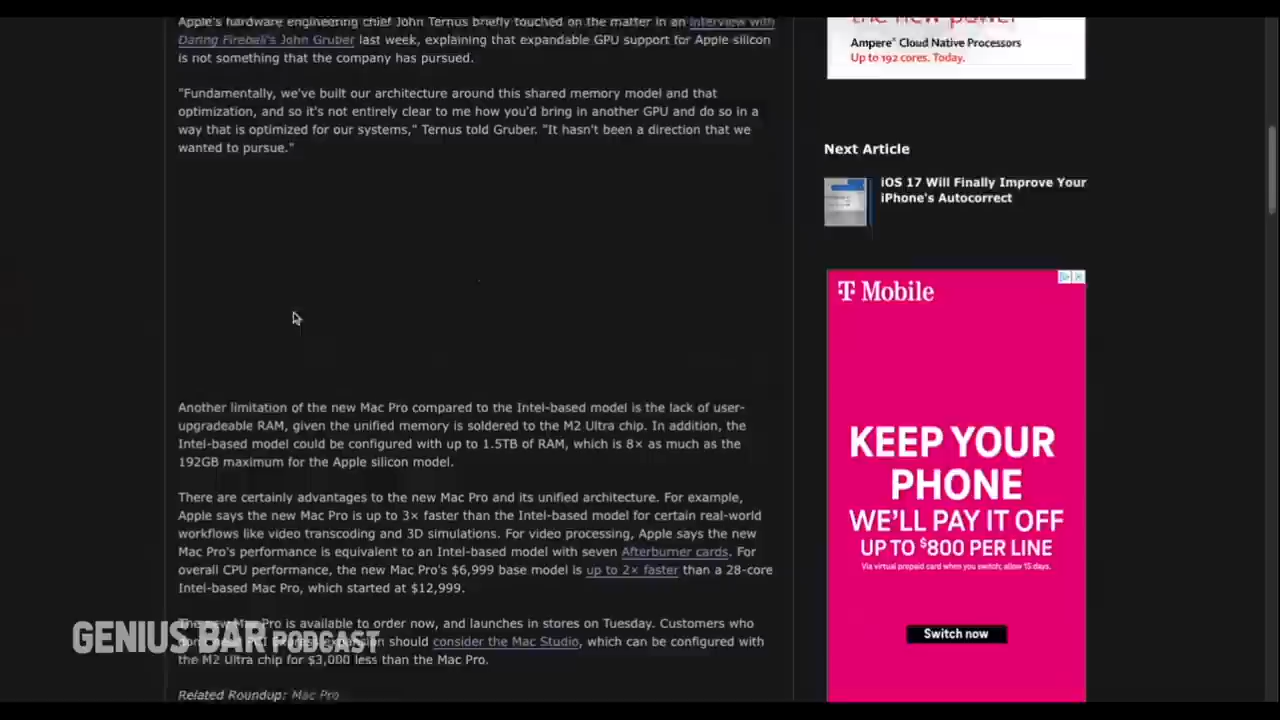 Apple's hardware engineering chief John Ternus briefly touched on the matter in an interview with
Daring Fireball's John Gruber last week, explaining that expandable GPU support for Apple silicon
is not something that the company has pursued.
"Fundamentally, we've built our architecture around this shared memory model and that
optimization, and so it's not entirely clear to me how you'd bring in another GPU and do so in a
way that is optimized for our systems," Ternus told Gruber. "It hasn't been a direction that we
wanted to pursue."
Another limitation of the new Mac Pro compared to the Intel-based model is the lack of user-
upgradeable RAM, given the unified memory is soldered to the M2 Ultra chip. In addition, the
Intel-based model could be configured with up to 1.5TB of RAM, which is 8× as much as the
192GB maximum for the Apple silicon model.
There are certainly advantages to the new Mac Pro and its unified architecture. For example,
Apple says the new Mac Pro is up to 3× faster than the Intel-based model for certain real-world
workflows like video transcoding and 3D simulations. For video processing, Apple says the new
Mac Pro's performance is equivalent to an Intel-based model with seven Afterburner cards. For
overall CPU performance, the new Mac Pro's $6,999 base model is up to 2× faster than a 28-core
Intel-based Mac Pro, which started at $12,999.
The new Mac Pro is available to order now, and launches in stores on Tuesday. Customers who
should consider the Mac Studio, which can be configured with
the M2 Ultra chip for $3,000 less than the Mac Pro.
Related Roundup: Mac Pro
GENIUS BAR PODCAST
the new power
Ampere® Cloud Native Processors
Up to 192 cores. Today.
Next Article
iOS 17 Will Finally Improve Your
iPhone's Autocorrect
T Mobile
KEEP YOUR
PHONE
WE'LL PAY IT OFF
UP TO $800 PER LINE
Via virtual prepaid card when you switch; allow 15 days.
Switch now